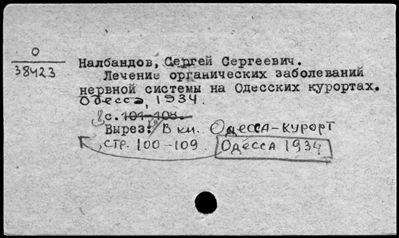 О
38423
Налбандов, Сергей Сергеевич.
Лечение органических заболеваний
нервной системы на Одесских курортах.
Одесса, 1934.
с. 101-108.
Вырез: В кн. Одесса-курорт
стр. 100-109. Одесса 1934